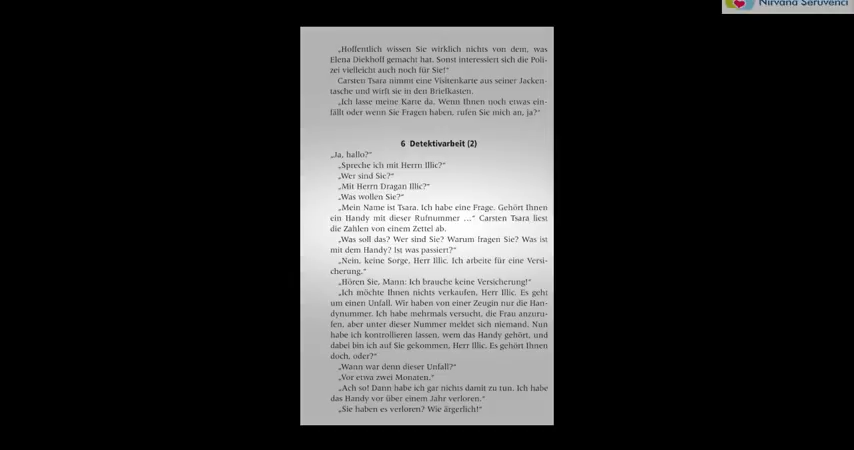 Nirvana Serüvenci
„Hoffentlich wissen Sie wirklich nichts von dem, was
Elena Diekhoff gemacht hat. Sonst interessiert sich die Poli-
zei vielleicht auch noch für Sie!“
Carsten Tsara nimmt eine Visitenkarte aus seiner Jacken-
tasche und wirft sie in den Briefkasten.
„Ich lasse meine Karte da. Wenn Ihnen noch etwas ein-
fällt oder wenn Sie Fragen haben, rufen Sie mich an, ja?“
6 Detektivarbeit (2)
„Ja, hallo?“
„Spreche ich mit Herrn Illic?“
„Wer sind Sie?“
„Mit Herrn Dragan Illic?“
„Was wollen Sie?“
„Mein Name ist Tsara. Ich habe eine Frage. Gehört Ihnen
ein Handy mit dieser Rufnummer ...“ Carsten Tsara liest
die Zahlen von einem Zettel ab.
„Was soll das? Wer sind Sie? Warum fragen Sie? Was ist
mit dem Handy? Ist was passiert?“
„Nein, keine Sorge, Herr Illic. Ich arbeite für eine Versi-
cherung.“
„Hören Sie, Mann: Ich brauche keine Versicherung!“
„Ich möchte Ihnen nichts verkaufen, Herr Illic. Es geht
um einen Unfall. Wir haben von einer Zeugin nur die Han-
dynummer. Ich habe mehrmals versucht, die Frau anzuru-
fen, aber unter dieser Nummer meldet sich niemand. Nun
habe ich kontrollieren lassen, wem das Handy gehört, und
dabei bin ich auf Sie gekommen, Herr Illic. Es gehört Ihnen
doch, oder?“
„Wann war denn dieser Unfall?“
„Vor etwa zwei Monaten.“
„Ach so! Dann habe ich gar nichts damit zu tun. Ich habe
das Handy vor über einem Jahr verloren.“
„Sie haben es verloren? Wie ärgerlich!“